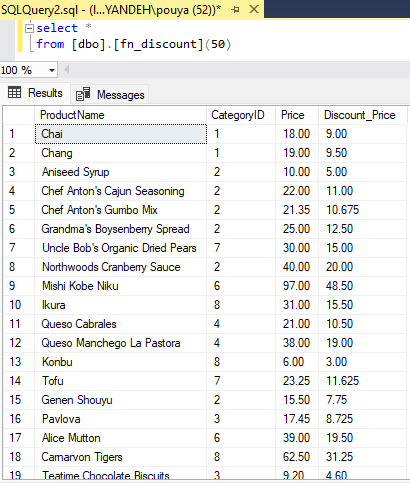 SQLQuery2.sql - (l...YANDEH\pouya (52))*
select *
from [dbo].[fn_discount](50)
100 %
Results Messages
ProductName CategoryID Price Discount_Price
1 Chai 1 18.00 9.00
2 Chang 1 19.00 9.50
3 Aniseed Syrup 2 10.00 5.00
4 Chef Anton's Cajun Seasoning 2 22.00 11.00
5 Chef Anton's Gumbo Mix 2 21.35 10.675
6 Grandma's Boysenberry Spread 2 25.00 12.50
7 Uncle Bob's Organic Dried Pears 7 30.00 15.00
8 Northwoods Cranberry Sauce 2 40.00 20.00
9 Mishi Kobe Niku 6 97.00 48.50
10 Ikura 8 31.00 15.50
11 Queso Cabrales 4 21.00 10.50
12 Queso Manchego La Pastora 4 38.00 19.00
13 Konbu 8 6.00 3.00
14 Tofu 7 23.25 11.625
15 Genen Shouyu 2 15.50 7.75
16 Pavlova 3 17.45 8.725
17 Alice Mutton 6 39.00 19.50
18 Carnarvon Tigers 8 62.50 31.25
19 Teatime Chocolate Biscuits 3 9.20 4.60